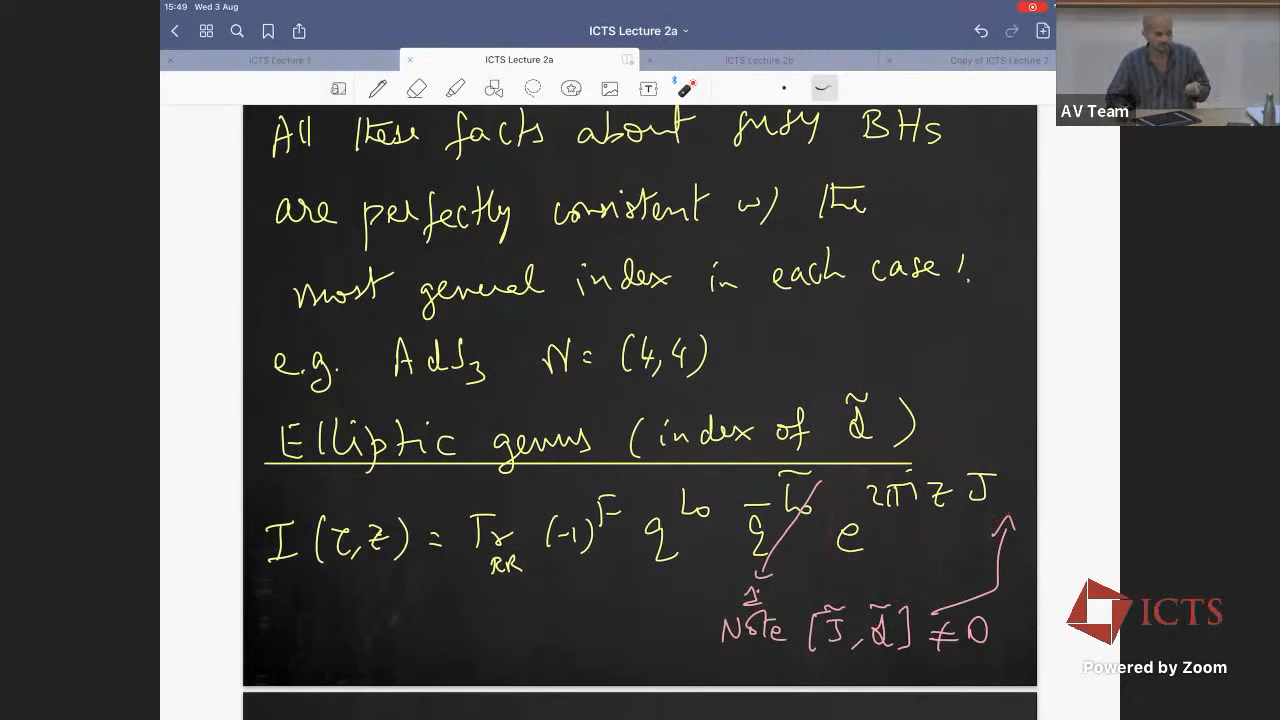 15:49 Wed 3 Aug
ICTS Lecture 2a
ICTS Lecture 1
ICTS Lecture 2a
ICTS Lecture 2b
Copy of ICTS Lecture 2
AV Team
All these facts about susy BHs
are perfectly consistent w/ the
most general index in each case !
e.g. AdS₃ N = (4,4)
Elliptic genus (index of Q̃)
I(τ,z) = Tr_RR (-1)^F q^L₀ q̄^L̃₀ e^{2πi z J}
1
Note [J̃, Q̃] ≠ 0
ICTS
Powered by Zoom